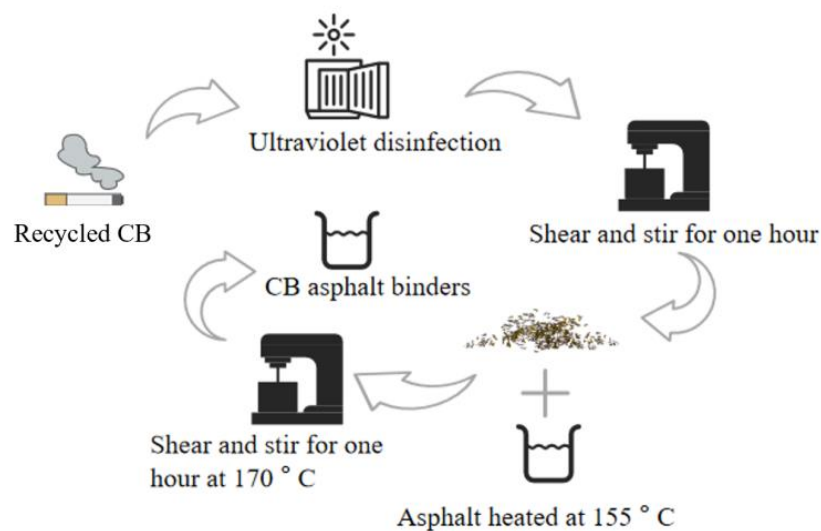 Ultraviolet disinfection
Recycled CB
Shear and stir for one hour
CB asphalt binders
Shear and stir for one
hour at 170 ° C
Asphalt heated at 155 ° C